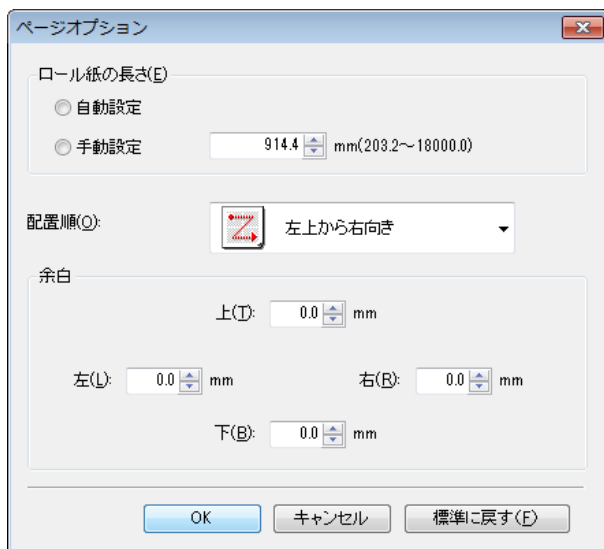 ページオプション
ロール紙の長さ(E)
自動設定
手動設定 914.4 mm(203.2～18000.0)
配置順(O): 左上から右向き
余白
上(T): 0.0 mm
左(L): 0.0 mm 右(R): 0.0 mm
下(B): 0.0 mm
OK キャンセル 標準に戻す(F)